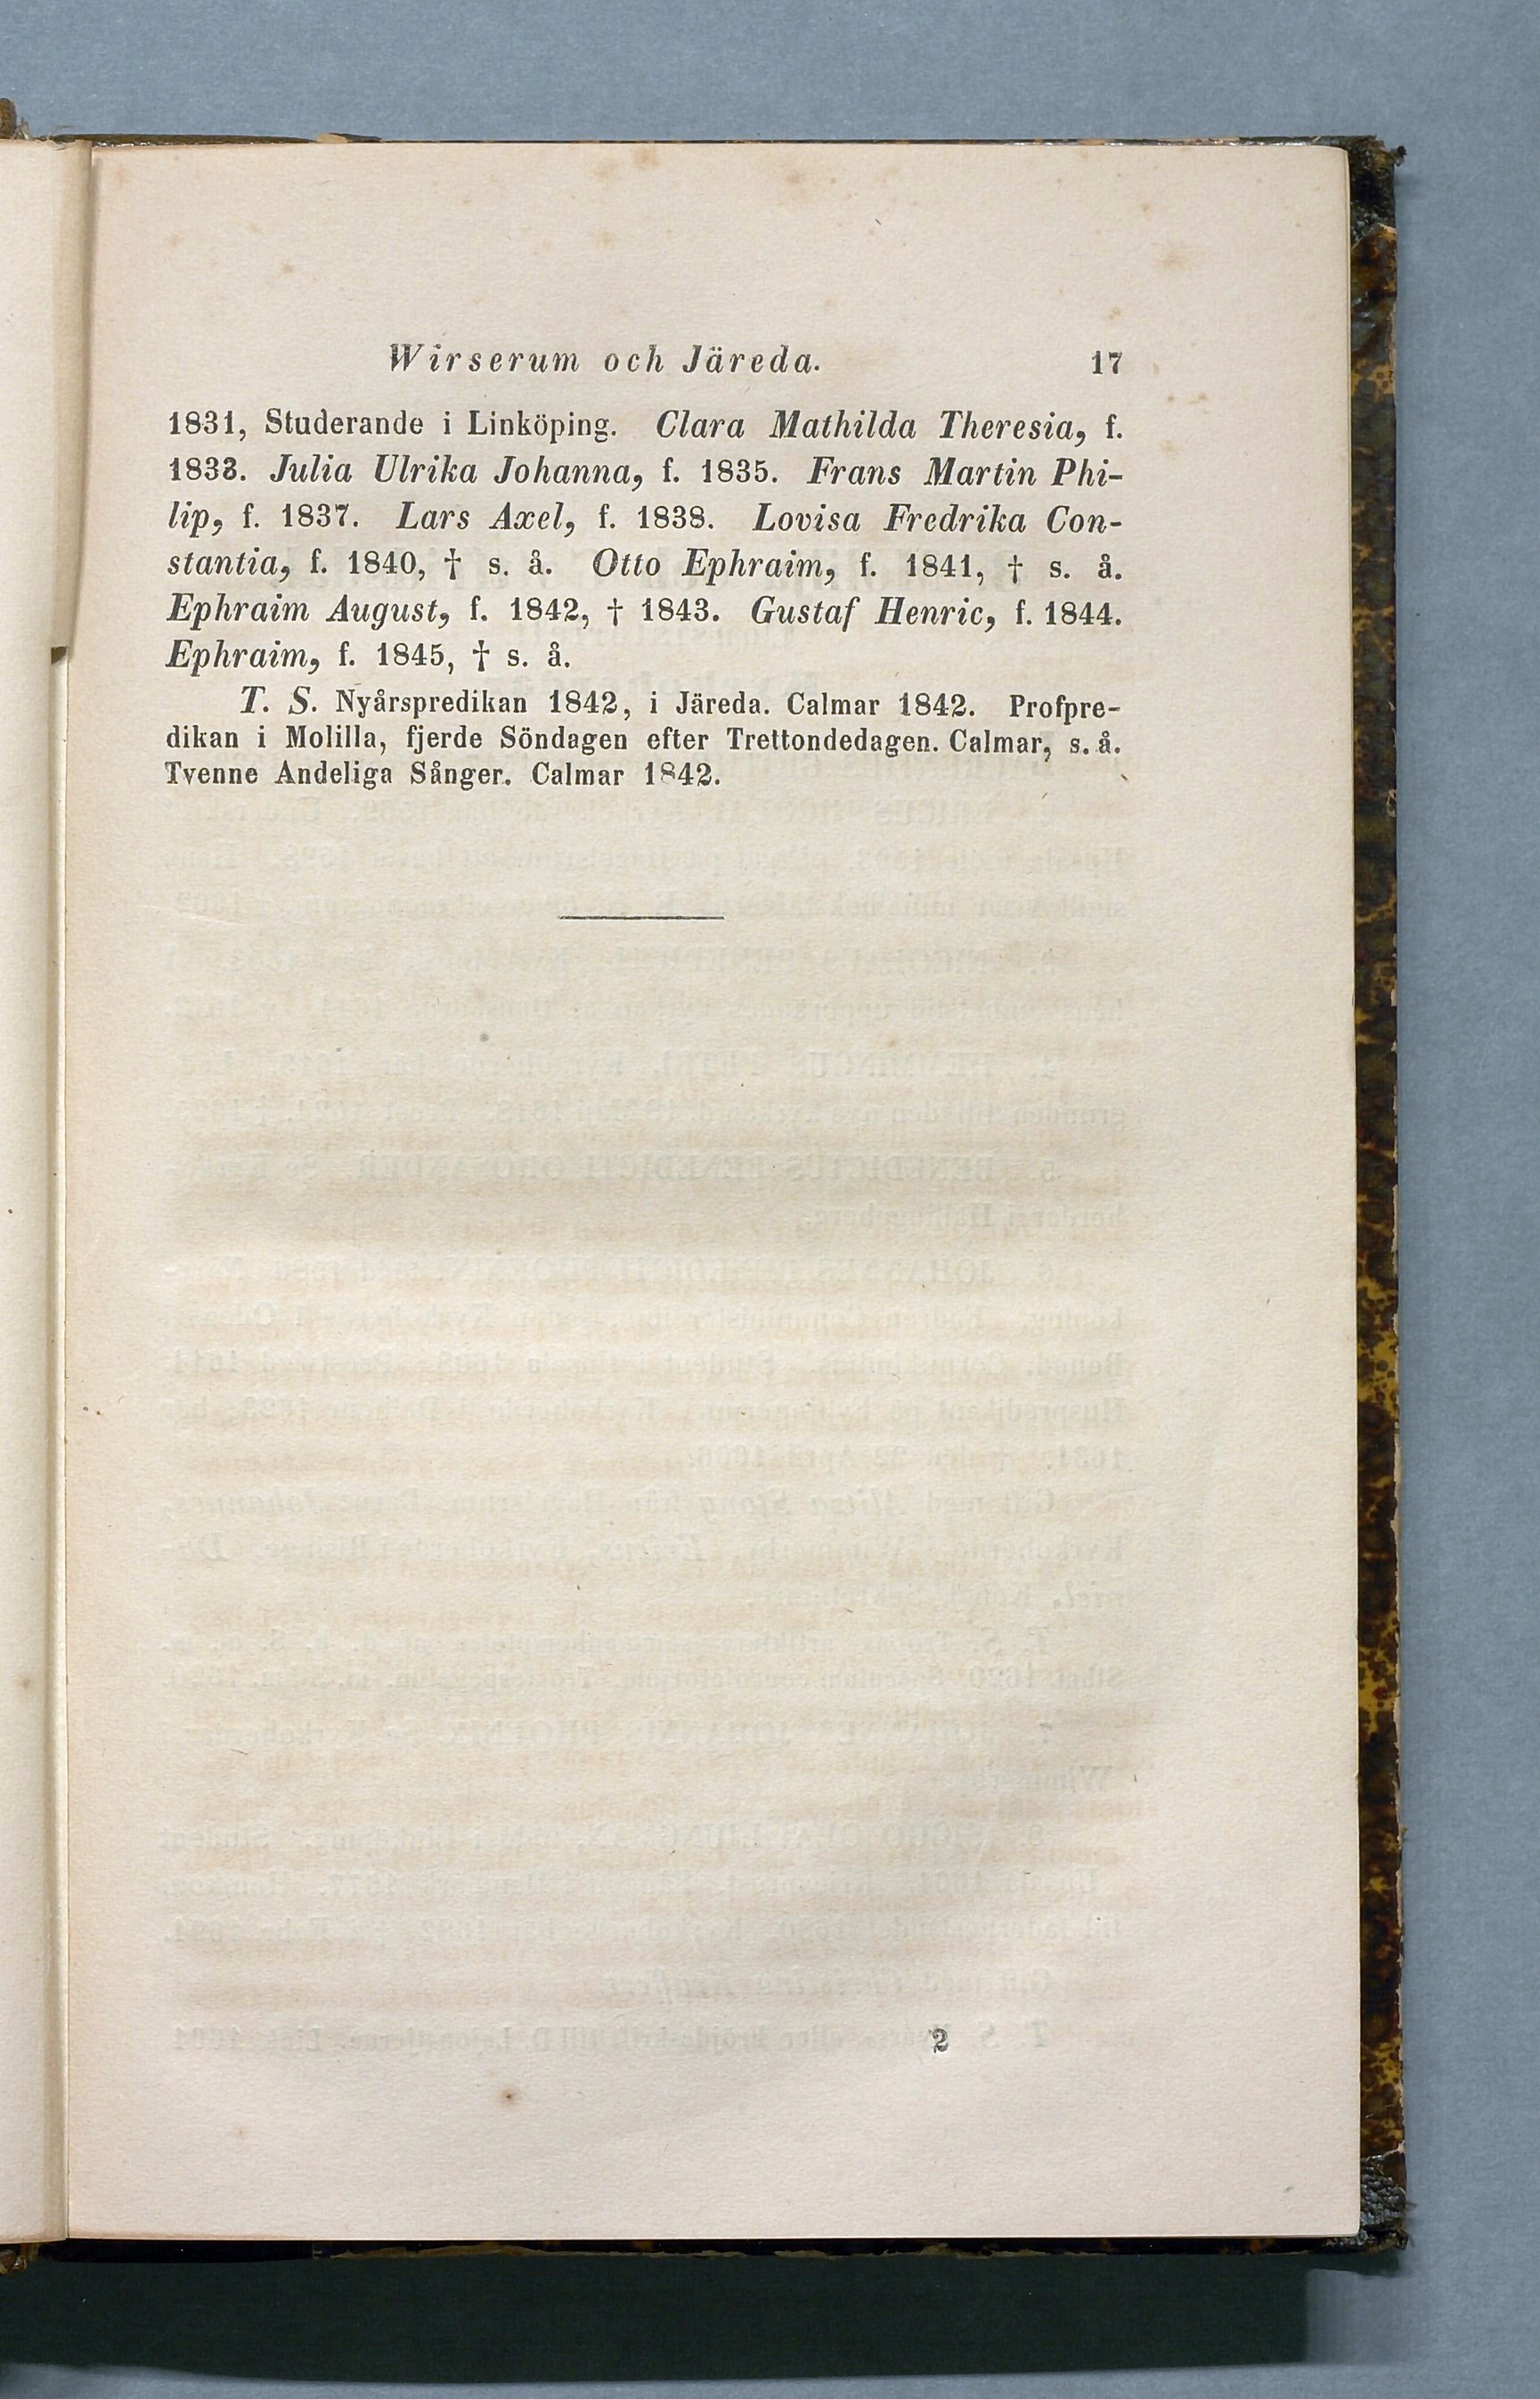 Wirserum och Järeda. 17
1831, Studerande i Linköping. Clara Mathilda Theresia, f.
1833. Julia Ulrika Johanna, f. 1835. Frans Martin Phi-
lip, f. 1837. Lars Axel, f. 1838. Lovisa Fredrika Con-
stantia, f. 1840, † s. å. Otto Ephraim, f. 1841, † s. å.
Ephraim August, f. 1842, † 1843. Gustaf Henric, f. 1844.
Ephraim, f. 1845, † s. å.
T. S. Nyårspredikan 1842, i Järeda. Calmar 1842. Profpre-
dikan i Molilla, fjerde Söndagen efter Trettondedagen. Calmar, s. å.
Tvenne Andeliga Sånger. Calmar 1842.
2